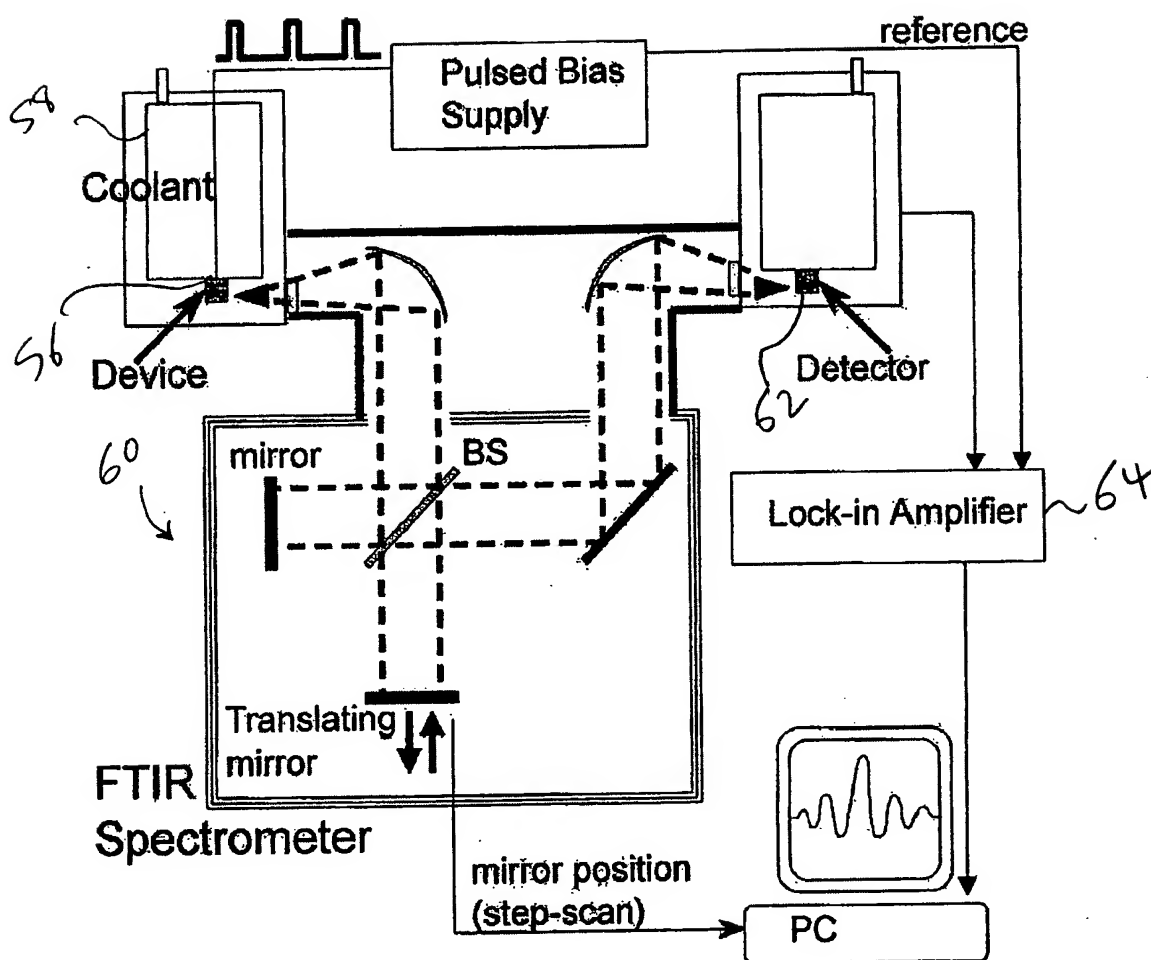 reference
Pulsed Bias
Supply
58
Coolant
56
Device
Detector
62
60
mirror
BS
Lock-in Amplifier
64
Translating
mirror
FTIR
Spectrometer
mirror position
(step-scan)
PC